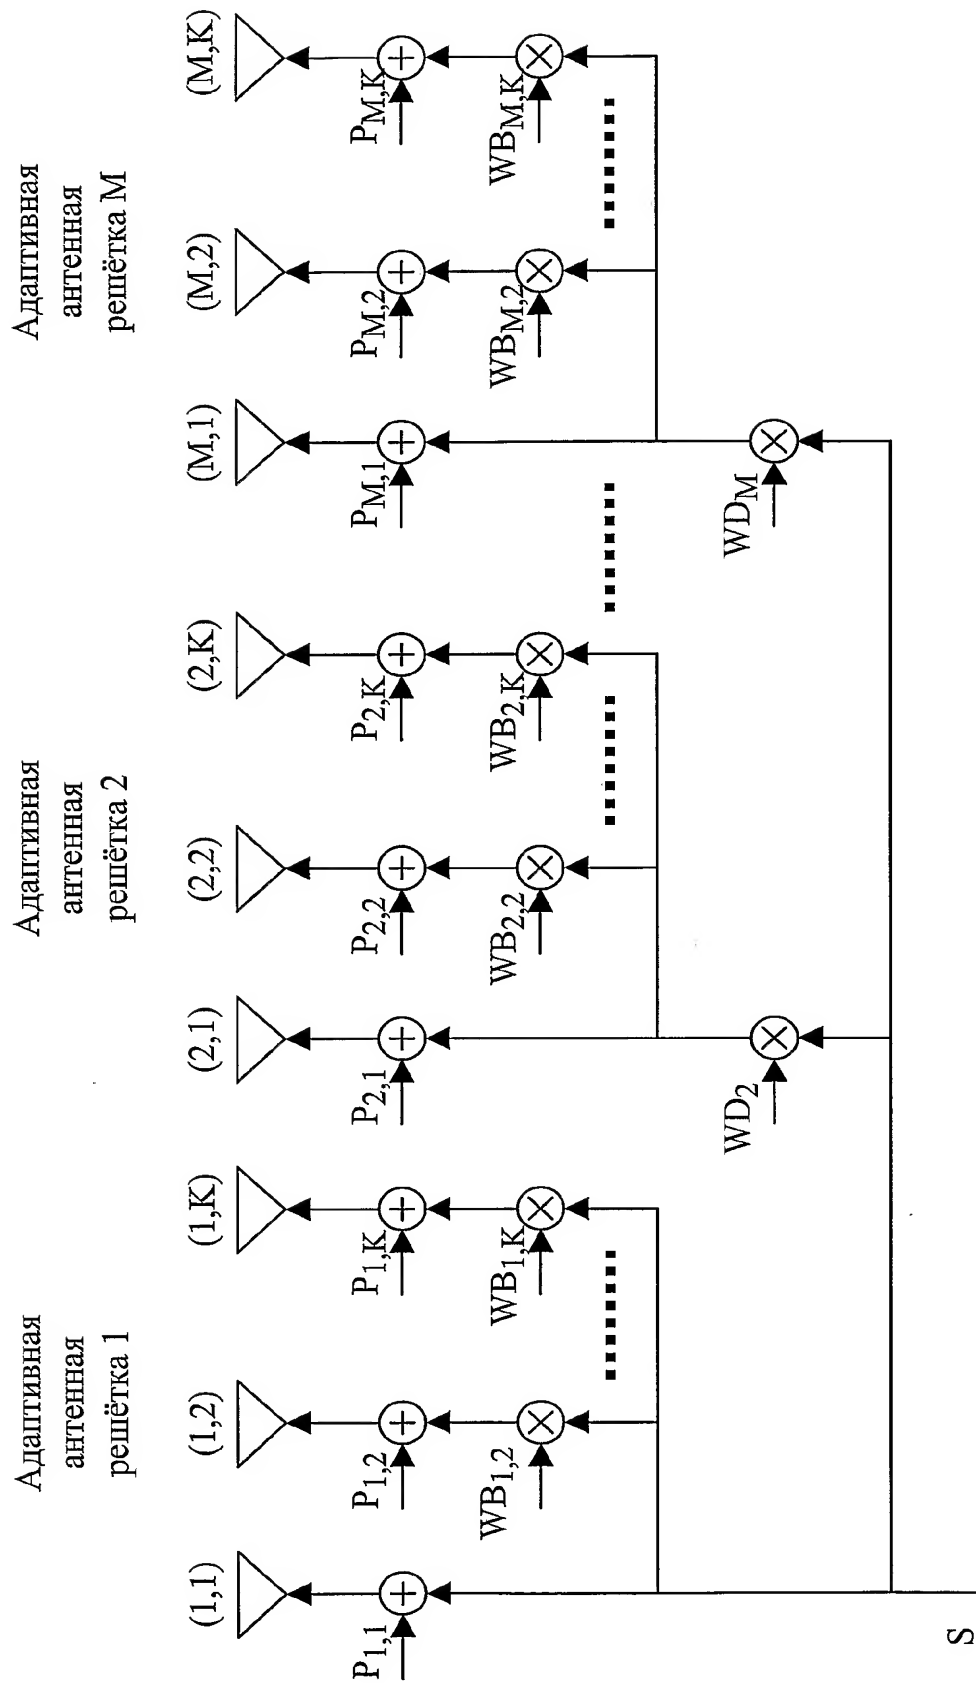 Адаптивная
антенная
решётка 1
Адаптивная
антенная
решётка 2
Адаптивная
антенная
решётка M
(1,1)
(1,2)
(1,K)
(2,1)
(2,2)
(2,K)
(M,1)
(M,2)
(M,K)
P1,1
P1,2
P1,K
P2,1
P2,2
P2,K
PM,1
PM,2
PM,K
WB1,2
WB1,K
WB2,2
WB2,K
WBM,2
WBM,K
WD2
WDM
S